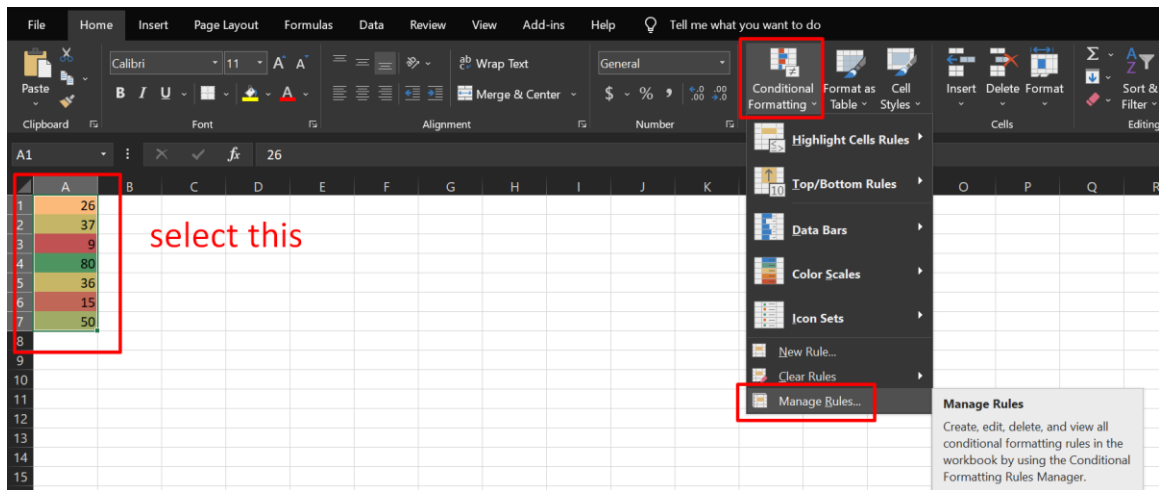 File Home Insert Page Layout Formulas Data Review View Add-ins Help Tell me what you want to do
Paste
Clipboard
Calibri 11 A A
B I U A
Font
ab Wrap Text
Merge & Center
Alignment
General
$ % 9 .00 .00
Number
Conditional Formatting
Format as Table
Cell Styles
Insert Delete Format
Cells
Σ A Z
Sort &
Filter
Editing
A1 fx 26
A B C D E F G H I J K O P Q R
1 26
2 37
3 9
4 80
5 36
6 15
7 50
8
9
10
11
12
13
14
15
select this
Highlight Cells Rules
Top/Bottom Rules
Data Bars
Color Scales
Icon Sets
New Rule...
Clear Rules
Manage Rules...
Manage Rules
Create, edit, delete, and view all
conditional formatting rules in the
workbook by using the Conditional
Formatting Rules Manager.